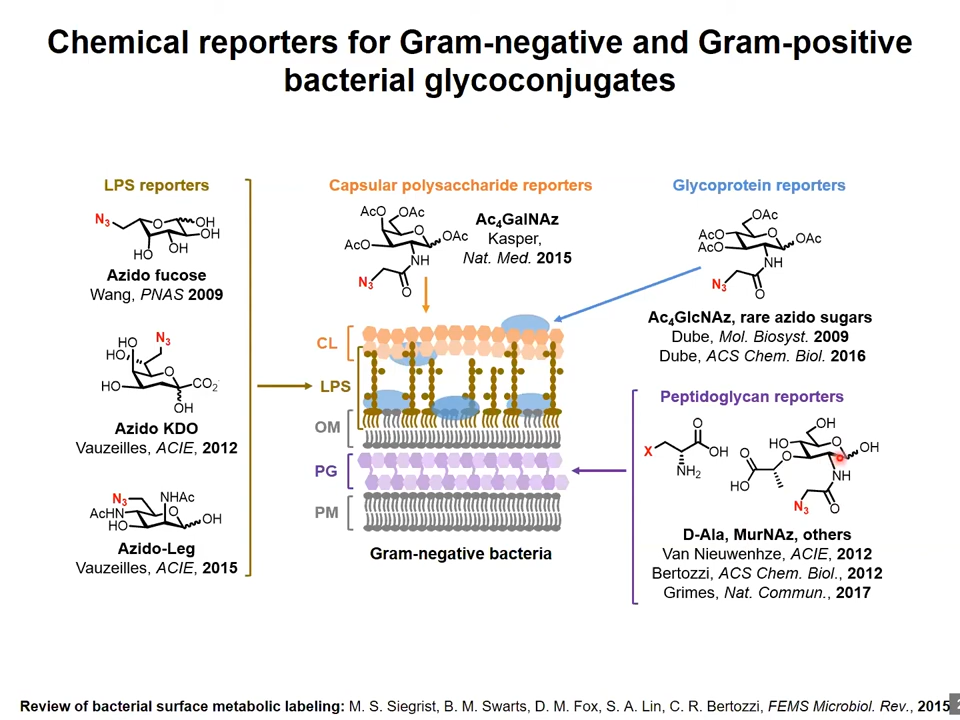 Chemical reporters for Gram-negative and Gram-positive
bacterial glycoconjugates
LPS reporters
N3
O
OH
OH
OH
HO
Azido fucose
Wang, PNAS 2009
HO
N3
HO
O
HO
CO2-
OH
Azido KDO
Vauzeilles, ACIE, 2012
N3
NHAc
AcHN
O
HO
OH
Azido-Leg
Vauzeilles, ACIE, 2015
Capsular polysaccharide reporters
AcO
OAc
O
AcO
OAc
NH
N3
O
Ac4GalNAz
Kasper,
Nat. Med. 2015
Glycoprotein reporters
OAc
AcO
O
AcO
OAc
NH
N3
O
Ac4GlcNAz, rare azido sugars
Dube, Mol. Biosyst. 2009
Dube, ACS Chem. Biol. 2016
CL
LPS
OM
PG
PM
Gram-negative bacteria
Peptidoglycan reporters
O
X
OH
NH2
OH
HO
O
O
OH
O
HO
NH
N3
O
D-Ala, MurNAz, others
Van Nieuwenhze, ACIE, 2012
Bertozzi, ACS Chem. Biol., 2012
Grimes, Nat. Commun., 2017
Review of bacterial surface metabolic labeling: M. S. Siegrist, B. M. Swarts, D. M. Fox, S. A. Lin, C. R. Bertozzi, FEMS Microbiol. Rev., 2015